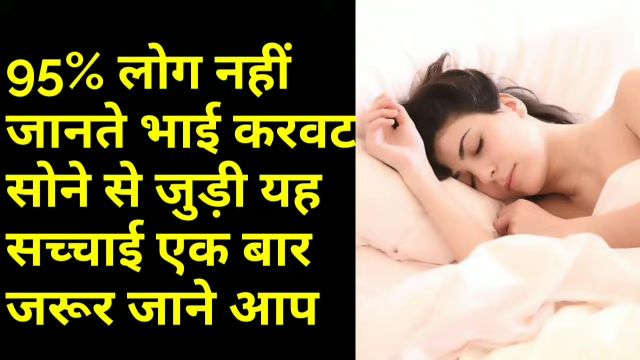 95% लोग नहीं
जानते भाई करवट
सोने से जुड़ी यह
सच्चाई एक बार
जरूर जाने आप